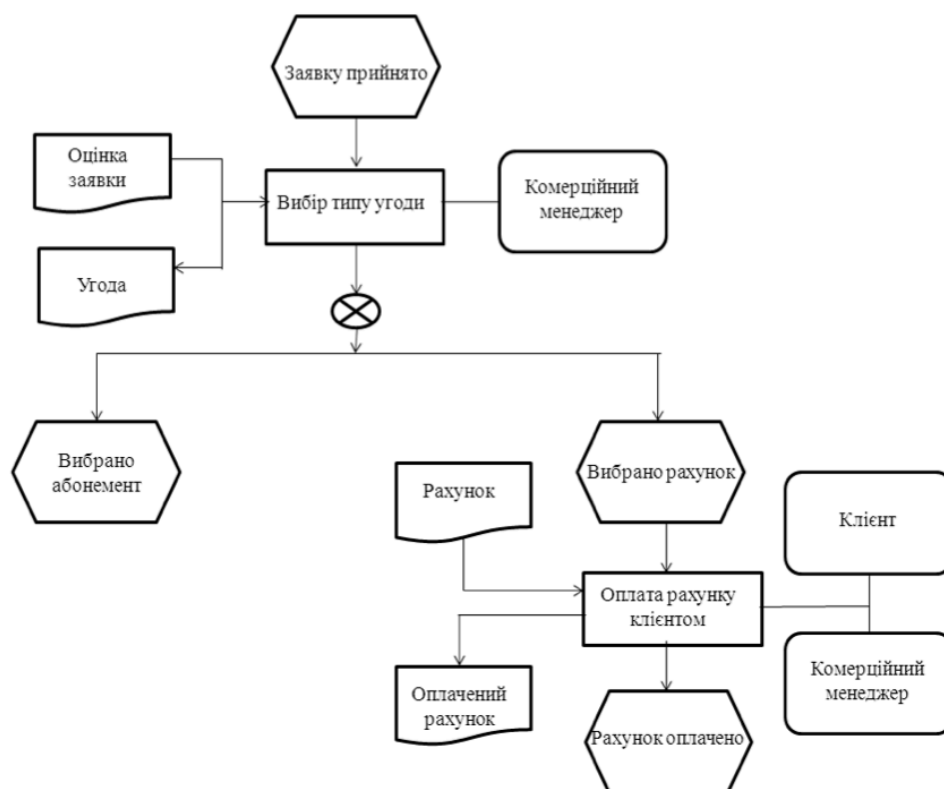 Заявку прийнято
Оцінка
заявки
Вибір типу угоди
Комерційний
менеджер
Угода
Вибрано
абонемент
Вибрано рахунок
Рахунок
Клієнт
Оплата рахунку
клієнтом
Оплачений
рахунок
Комерційний
менеджер
Рахунок оплачено